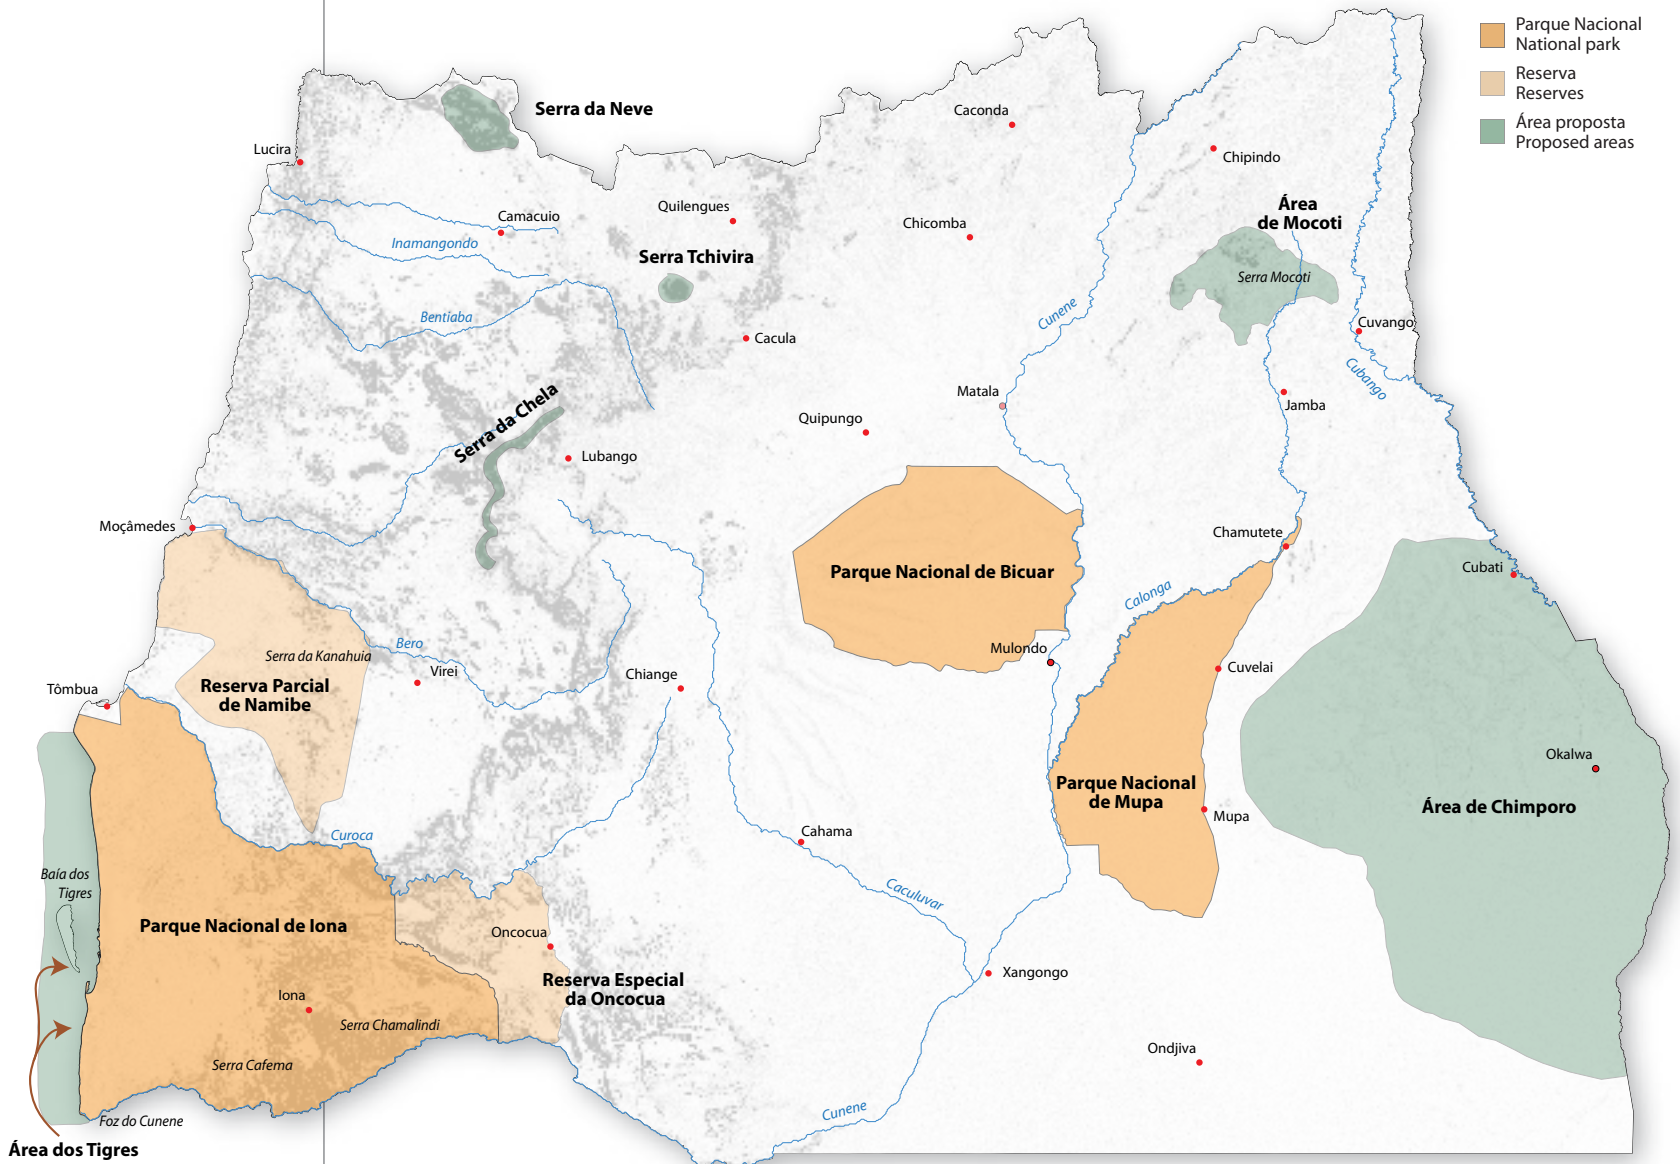 Parque Nacional
National park
Reserva
Reserves
Área proposta
Proposed areas
Serra da Neve
Caconda
Lucira
Chipindo
Camacuio
Quilengues
Chicomba
Área
de Mocoti
Inamangondo
Serra Tchivira
Serra Mocoti
Bentiaba
Cunene
Cuvango
Cacula
Cubango
Serra da Chela
Matala
Jamba
Quipungo
Lubango
Moçâmedes
Chamutete
Parque Nacional de Bicuar
Cubati
Calonga
Bero
Mulondo
Serra da Kanahuia
Virei
Chiange
Cuvelai
Tômbua
Reserva Parcial
de Namibe
Okalwa
Parque Nacional
de Mupa
Área de Chimporo
Mupa
Curoca
Cahama
Baía dos
Tigres
Caculuvar
Parque Nacional de Iona
Oncocua
Xangongo
Reserva Especial
da Oncocua
Iona
Serra Chamalindi
Ondjiva
Serra Cafema
Cunene
Foz do Cunene
Área dos Tigres